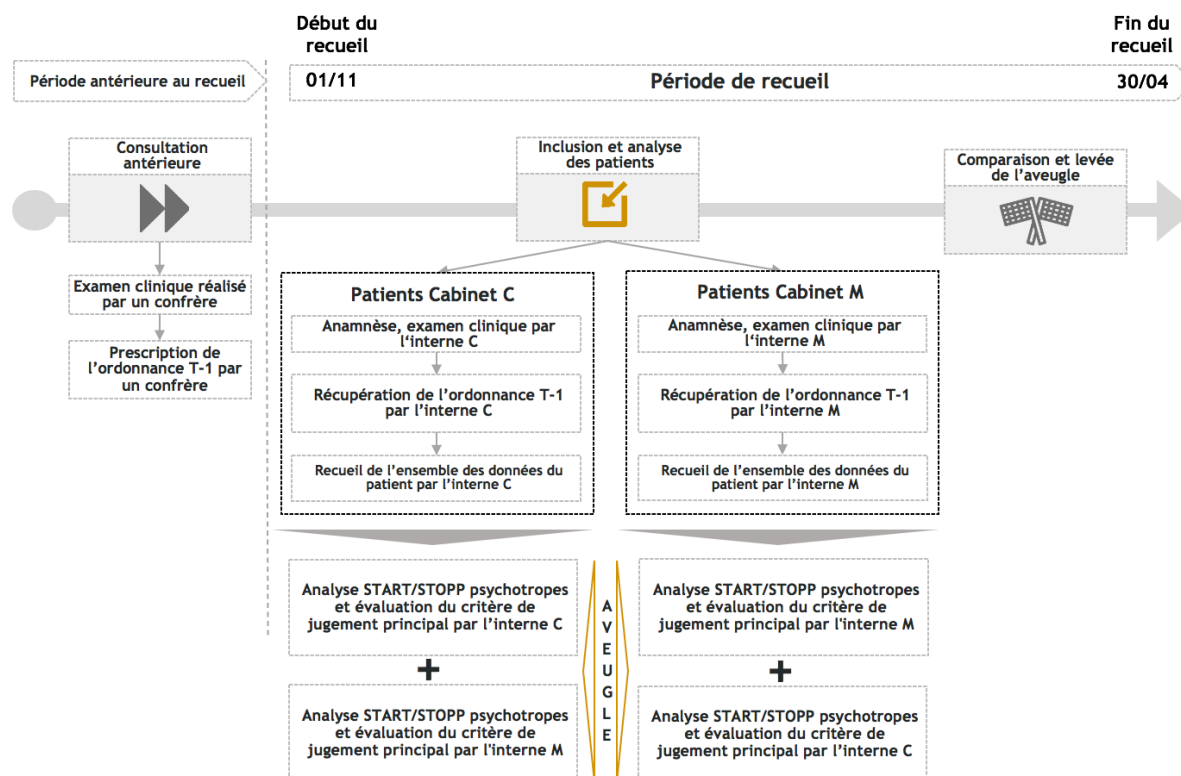 Début du
recueil
Fin du
recueil
Période antérieure au recueil
01/11
Période de recueil
30/04
Consultation
antérieure
Inclusion et analyse
des patients
Comparaison et levée
de l'aveugle
Examen clinique réalisé
par un confrère
Prescription de
l'ordonnance T-1 par
un confrère
Patients Cabinet C
Anamnèse, examen clinique par
l'interne C
Récupération de l'ordonnance T-1
par l'interne C
Recueil de l'ensemble des données du
patient par l'interne C
Patients Cabinet M
Anamnèse, examen clinique par
l'interne M
Récupération de l'ordonnance T-1
par l'interne M
Recueil de l'ensemble des données du
patient par l'interne M
Analyse START/STOPP psychotropes
et évaluation du critère de
jugement principal par l'interne C
+
Analyse START/STOPP psychotropes
et évaluation du critère de
jugement principal par l'interne M
A
V
E
U
G
L
E
Analyse START/STOPP psychotropes
et évaluation du critère de
jugement principal par l'interne M
+
Analyse START/STOPP psychotropes
et évaluation du critère de
jugement principal par l'interne C